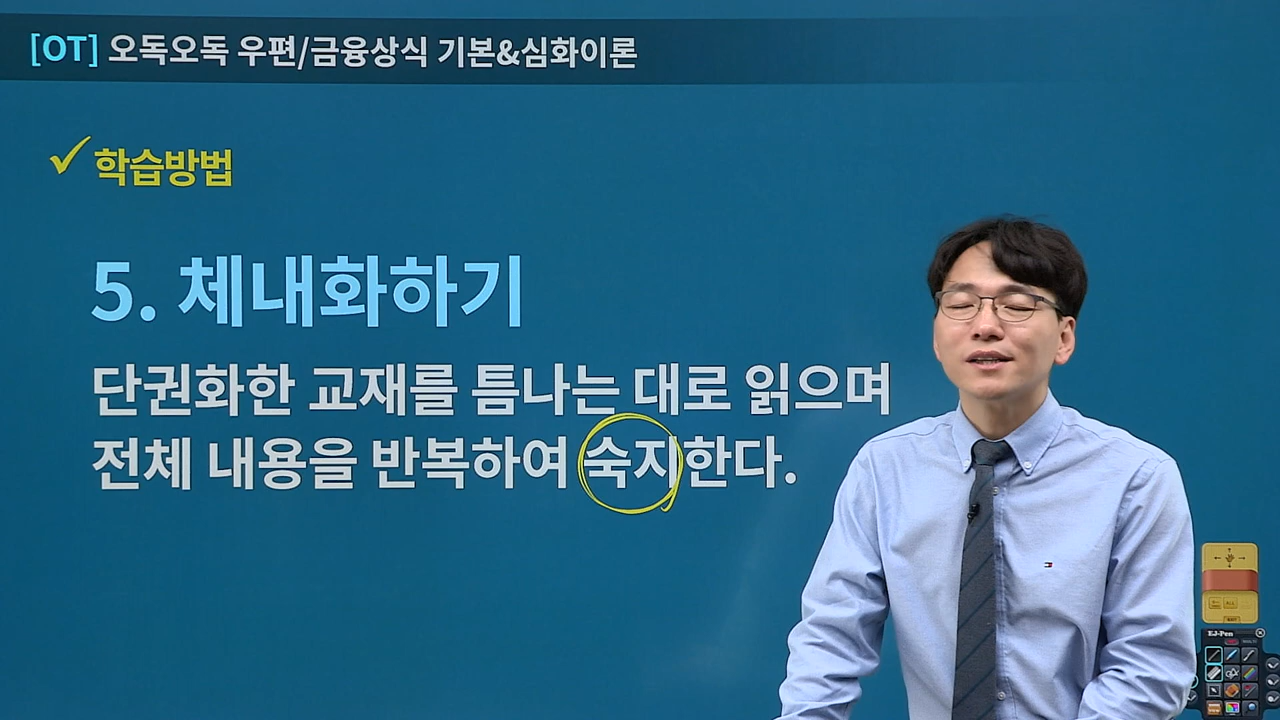 [OT] 오독오독 우편/금융상식 기본&심화이론
학습방법
5. 체내화하기
단권화한 교재를 틈나는 대로 읽으며
전체 내용을 반복하여 숙지한다.
EJ-Pen